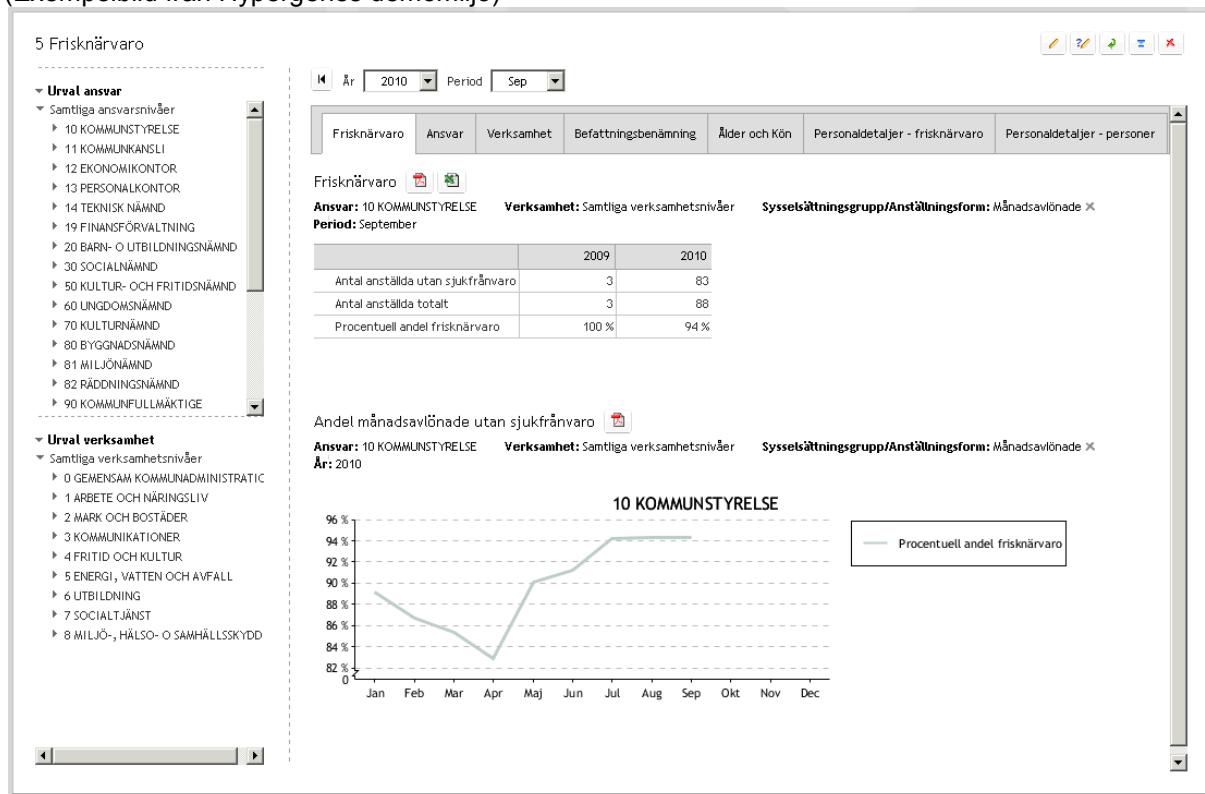 5 Frisknärvaro
Urval ansvar
Samtliga ansvarsnivåer
10 KOMMUNSTYRELSE
11 KOMMUNKANSLI
12 EKONOMIKONTOR
13 PERSONALKONTOR
14 TEKNISK NÄMND
19 FINANSFÖRVALTNING
20 BARN- O UTBILDNINGSNÄMND
30 SOCIALNÄMND
50 KULTUR- OCH FRITIDSNÄMND
60 UNGDOMSNÄMND
70 KULTURNÄMND
80 BYGGNADSNÄMND
81 MILJÖNÄMND
82 RÄDDNINGSNÄMND
90 KOMMUNFULLMÄKTIGE
Urval verksamhet
Samtliga verksamhetsnivåer
0 GEMENSAM KOMMUNADMINISTRATIC
1 ARBETE OCH NÄRINGSLIV
2 MARK OCH BOSTÄDER
3 KOMMUNIKATIONER
4 FRITID OCH KULTUR
5 ENERGI, VATTEN OCH AVFALL
6 UTBILDNING
7 SOCIALTJÄNST
8 MILJÖ-, HÄLSO- O SAMHÄLLSSKYDD
År 2010 Period Sep
Frisknärvaro Ansvar Verksamhet Befattningsbenämning Ålder och Kön Personaldetaljer - frisknärvaro Personaldetaljer - personer
Frisknärvaro
Ansvar: 10 KOMMUNSTYRELSE Verksamhet: Samtliga verksamhetsnivåer Sysselsättningsgrupp/Anställningsform: Månadsavlönade
Period: September
2009 2010
Antal anställda utan sjukfrånvaro 3 83
Antal anställda totalt 3 88
Procentuell andel frisknärvaro 100 % 94 %
Andel månadsavlönade utan sjukfrånvaro
Ansvar: 10 KOMMUNSTYRELSE Verksamhet: Samtliga verksamhetsnivåer Sysselsättningsgrupp/Anställningsform: Månadsavlönade
År: 2010
10 KOMMUNSTYRELSE
96 %
94 %
92 %
90 %
88 %
86 %
84 %
82 %
0
Jan Feb Mar Apr Maj Jun Jul Aug Sep Okt Nov Dec
Procentuell andel frisknärvaro